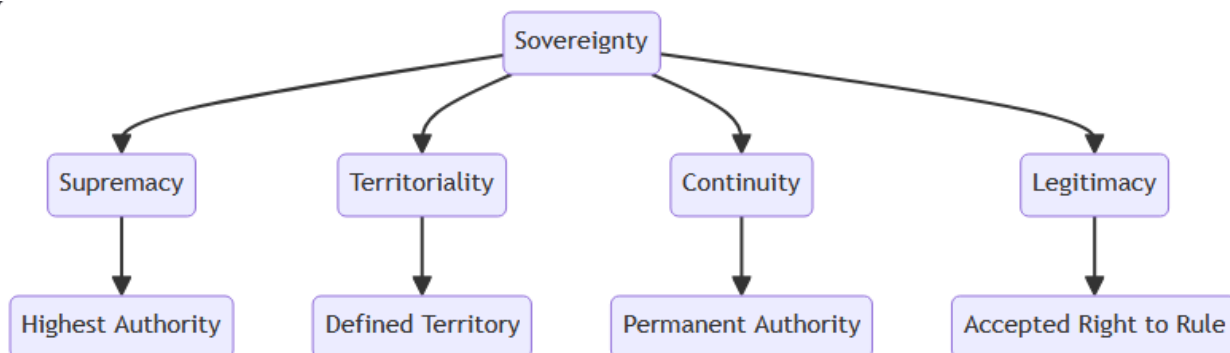 Sovereignty
Supremacy
Territoriality
Continuity
Legitimacy
Highest Authority
Defined Territory
Permanent Authority
Accepted Right to Rule